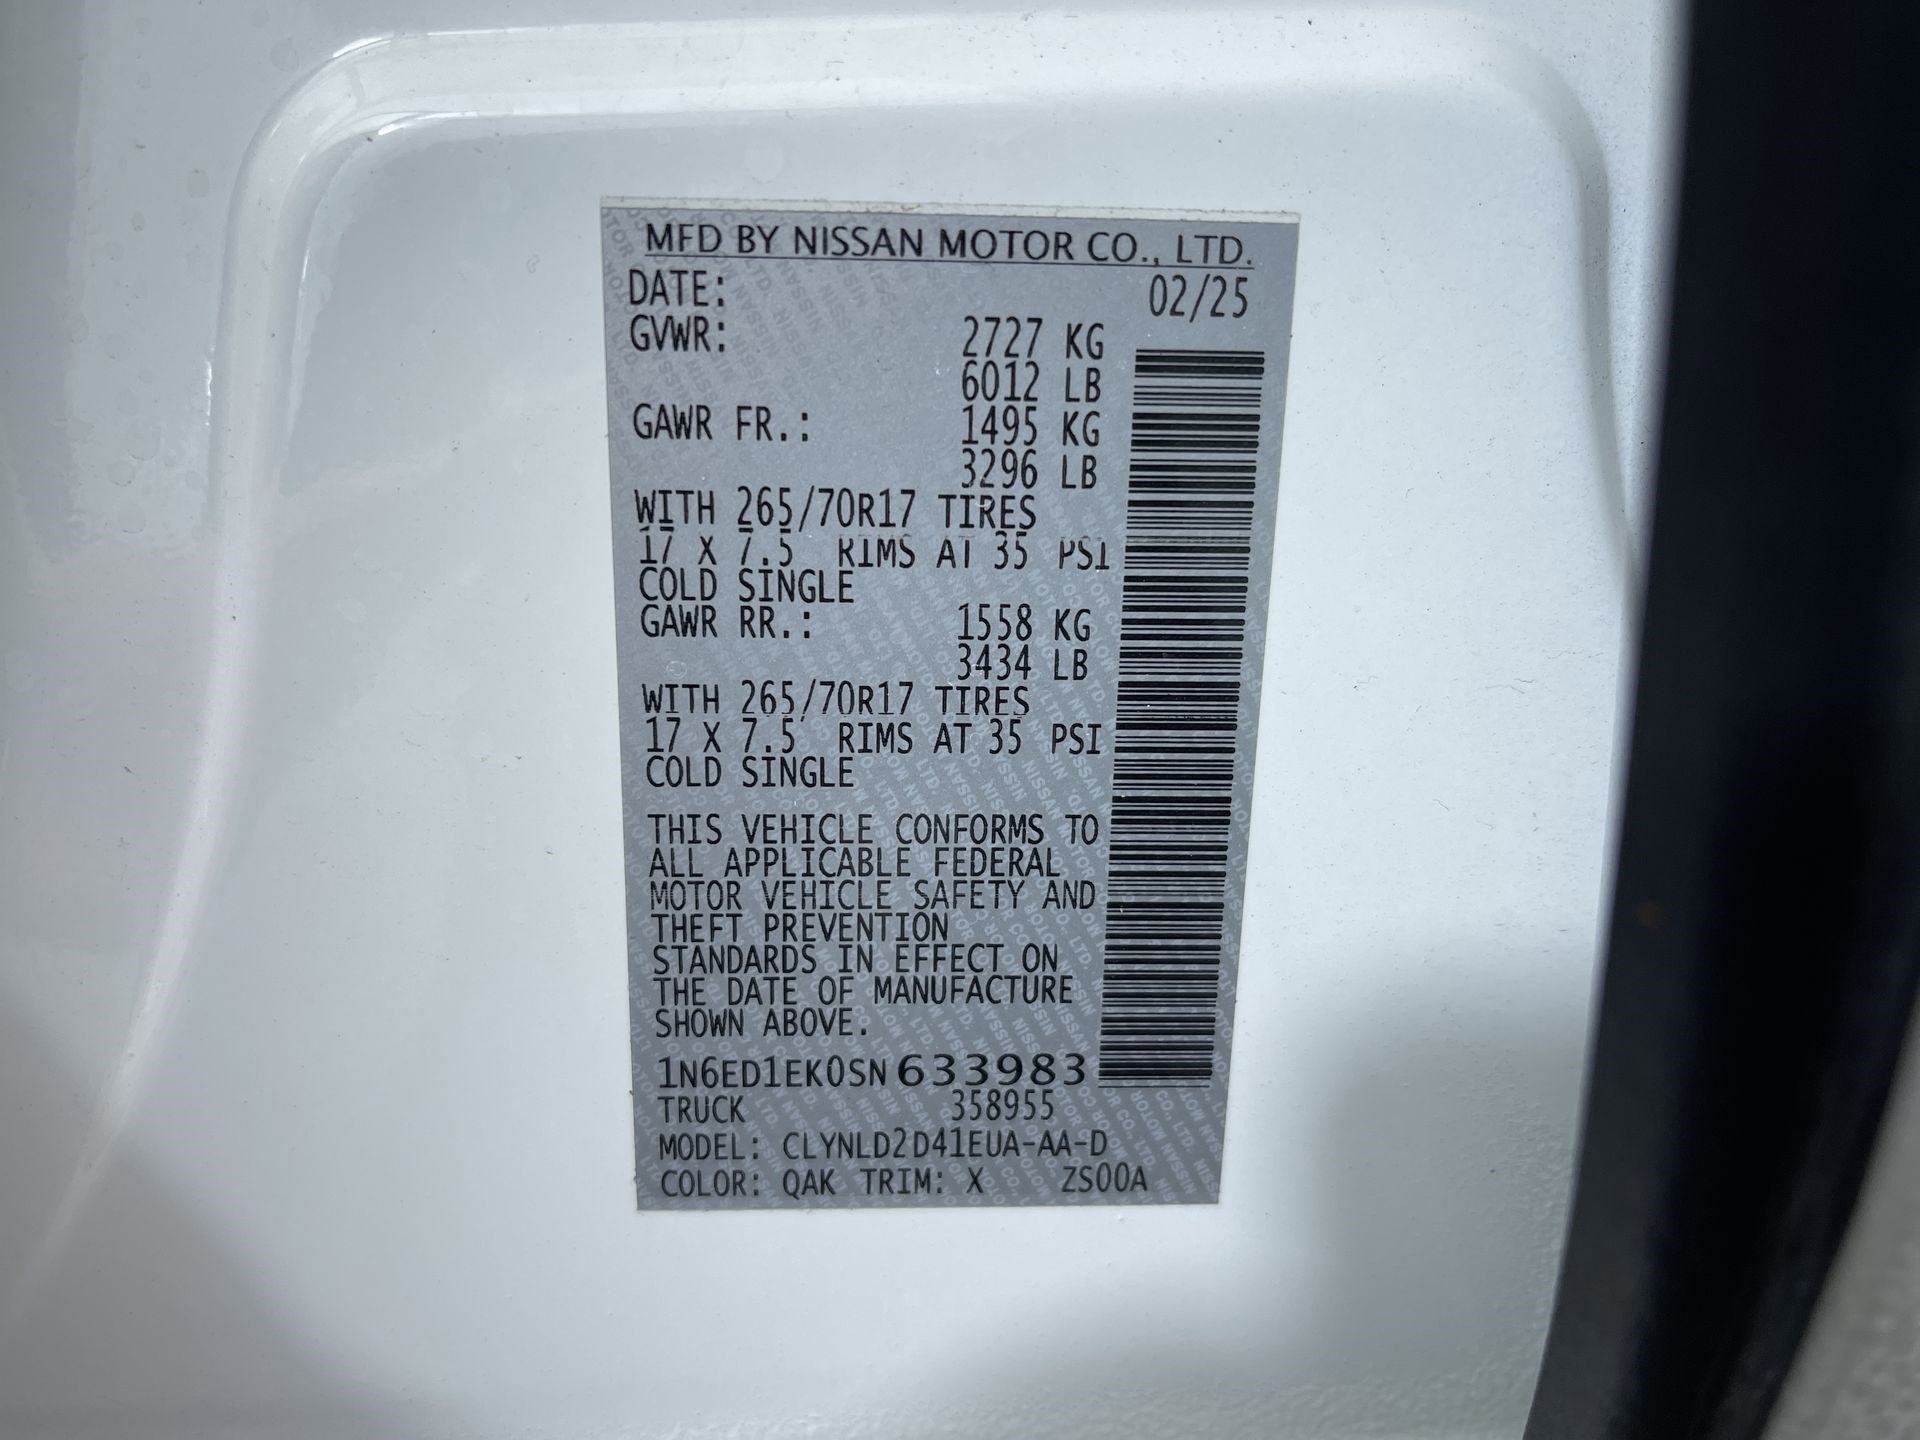 MFD BY NISSAN MOTOR CO., LTD.
DATE: 02/25
GVWR: 2727 KG
6012 LB
GAWR FR.: 1495 KG
3296 LB
WITH 265/70R17 TIRES
17 X 7.5 RIMS AT 35 PSI
COLD SINGLE
GAWR RR.: 1558 KG
3434 LB
WITH 265/70R17 TIRES
17 X 7.5 RIMS AT 35 PSI
COLD SINGLE
THIS VEHICLE CONFORMS TO
ALL APPLICABLE FEDERAL
MOTOR VEHICLE SAFETY AND
THEFT PREVENTION
STANDARDS IN EFFECT ON
THE DATE OF MANUFACTURE
SHOWN ABOVE.
1N6ED1EK0SN633983
TRUCK 358955
MODEL: CLYNLD2D41EUA-AA-D
COLOR: QAK TRIM: X ZS00A